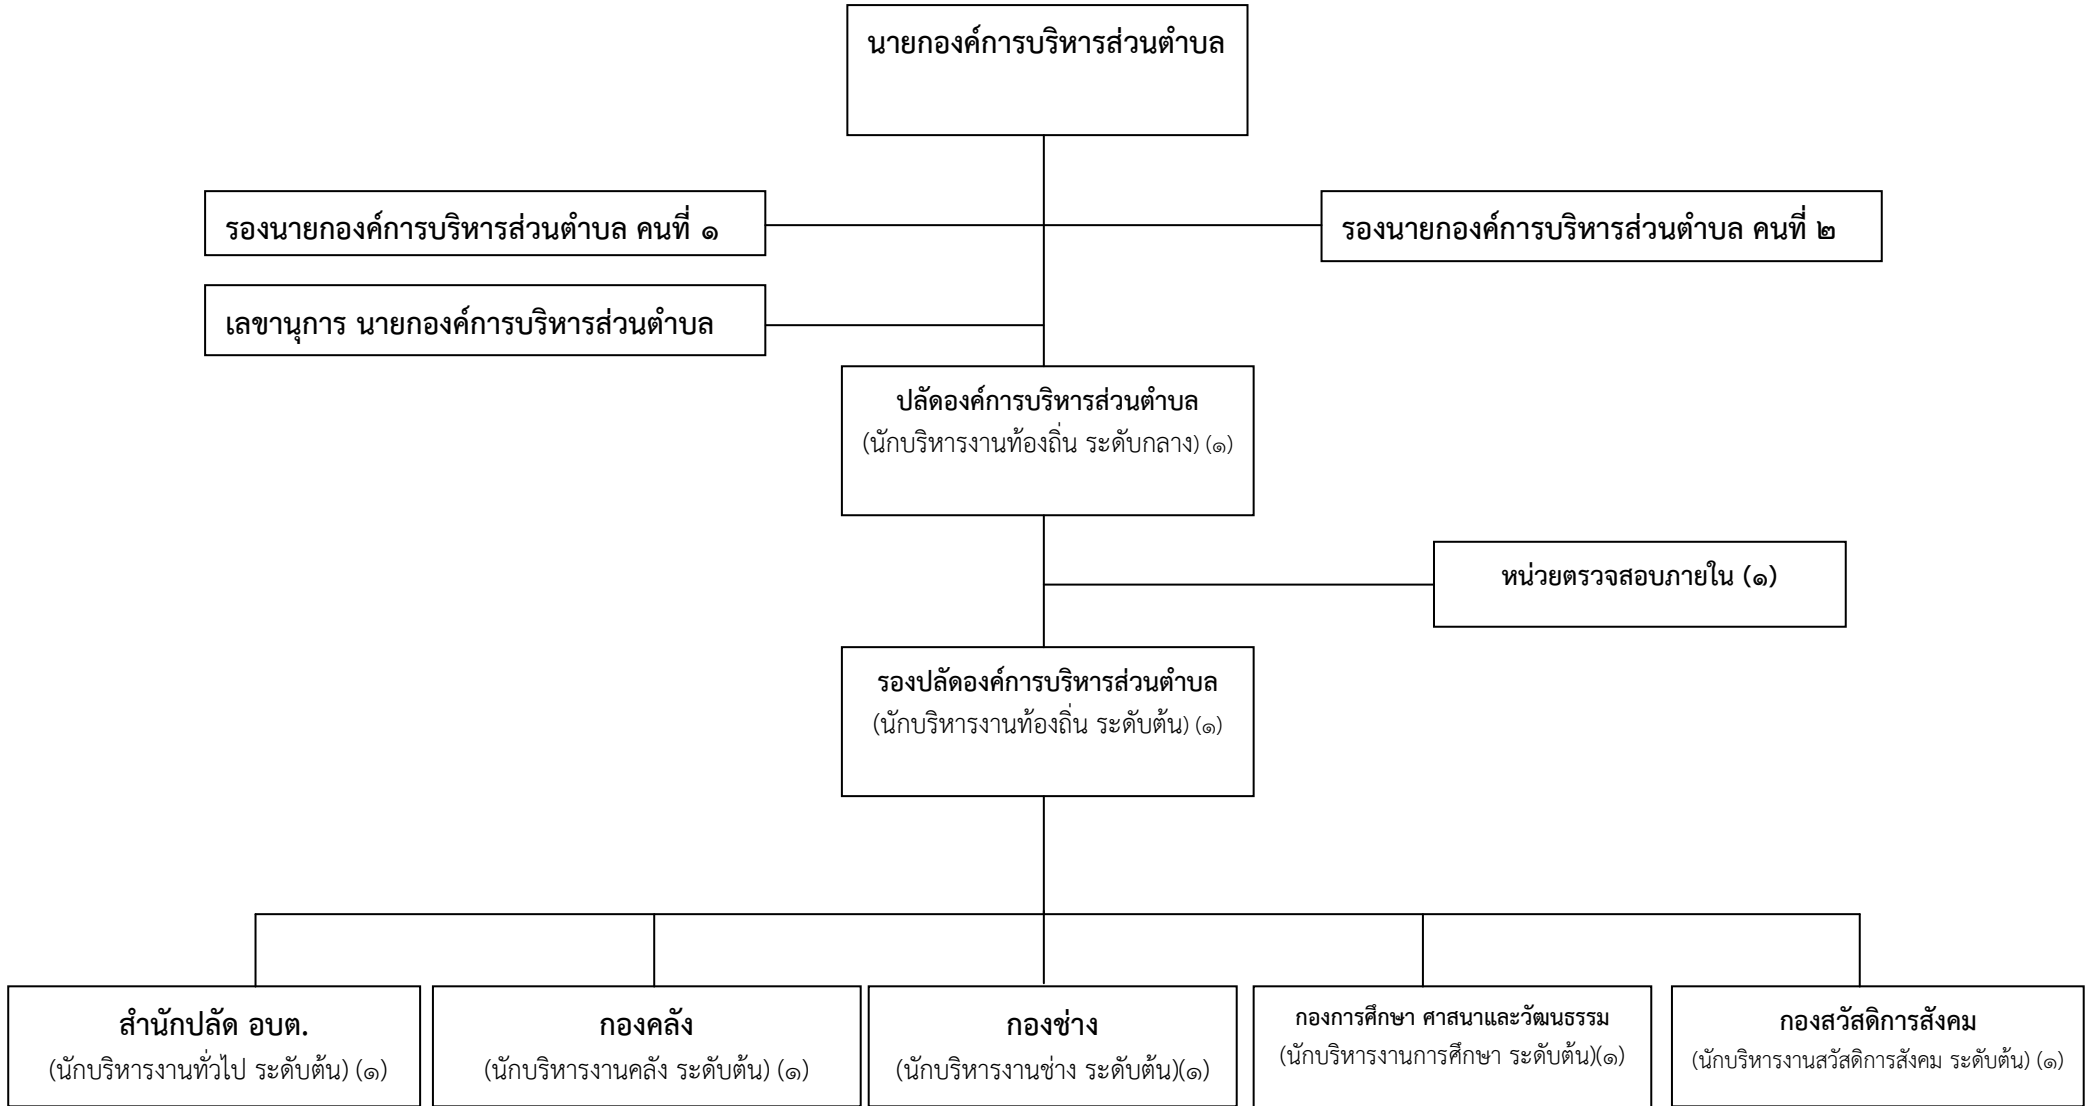 นายกองค์การบริหารส่วนตำบล
รองนายกองค์การบริหารส่วนตำบล คนที่ ๑
รองนายกองค์การบริหารส่วนตำบล คนที่ ๒
เลขานุการ นายกองค์การบริหารส่วนตำบล
ปลัดองค์การบริหารส่วนตำบล
(นักบริหารงานท้องถิ่น ระดับกลาง) (๑)
หน่วยตรวจสอบภายใน (๑)
รองปลัดองค์การบริหารส่วนตำบล
(นักบริหารงานท้องถิ่น ระดับต้น) (๑)
สำนักปลัด อบต.
(นักบริหารงานทั่วไป ระดับต้น) (๑)
กองคลัง
(นักบริหารงานคลัง ระดับต้น) (๑)
กองช่าง
(นักบริหารงานช่าง ระดับต้น)(๑)
กองการศึกษา ศาสนาและวัฒนธรรม
(นักบริหารงานการศึกษา ระดับต้น)(๑)
กองสวัสดิการสังคม
(นักบริหารงานสวัสดิการสังคม ระดับต้น) (๑)